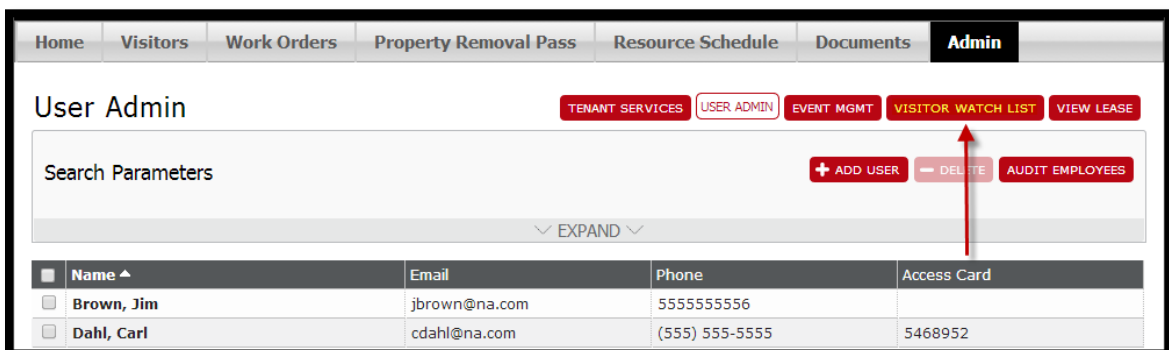 Home Visitors Work Orders Property Removal Pass Resource Schedule Documents Admin
User Admin TENANT SERVICES USER ADMIN EVENT MGMT VISITOR WATCH LIST VIEW LEASE
Search Parameters + ADD USER − DELETE AUDIT EMPLOYEES
EXPAND
Name Email Phone Access Card
Brown, Jim jbrown@na.com 5555555556
Dahl, Carl cdahl@na.com (555) 555-5555 5468952